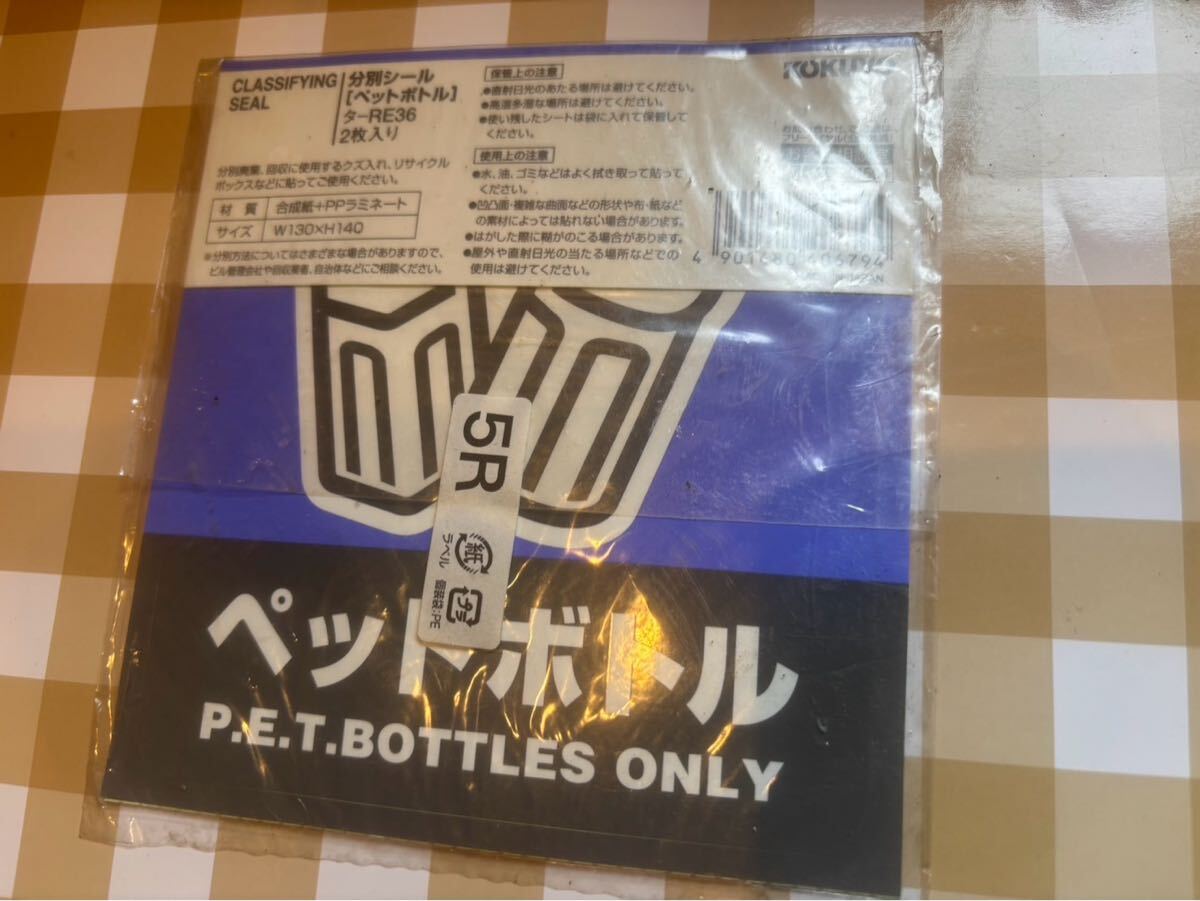 CLASSIFYING
SEAL
分別シール
[ペットボトル]
ターRE36
2枚入り
分別廃棄、回収に使用するクズ入れ、リサイクル
ボックスなどに貼ってご使用ください。
材 質 合成紙+PPラミネート
サイズ W130×H140
※分別方法についてはさまざまな場合がありますので、
ビル管理会社や回収業者、自治体などにご相談ください。
保管上の注意
●直射日光のあたる場所は避けてください。
●高温多湿な場所は避けてください。
●使い残したシートは袋に入れて保管して
ください。
使用上の注意
●水、油、ゴミなどはよく拭き取って貼って
ください。
●凹凸面・複雑な曲面などの形状や布・紙など
の素材によっては貼れない場合があります。
●はがした際に糊がのこる場合があります。
●屋外や直射日光の当たる場所などでの
使用は避けてください。
KOKUYO
JAPAN
5R
紙
ラベル
プラ
個装袋:PE
ペットボトル
P.E.T.BOTTLES ONLY